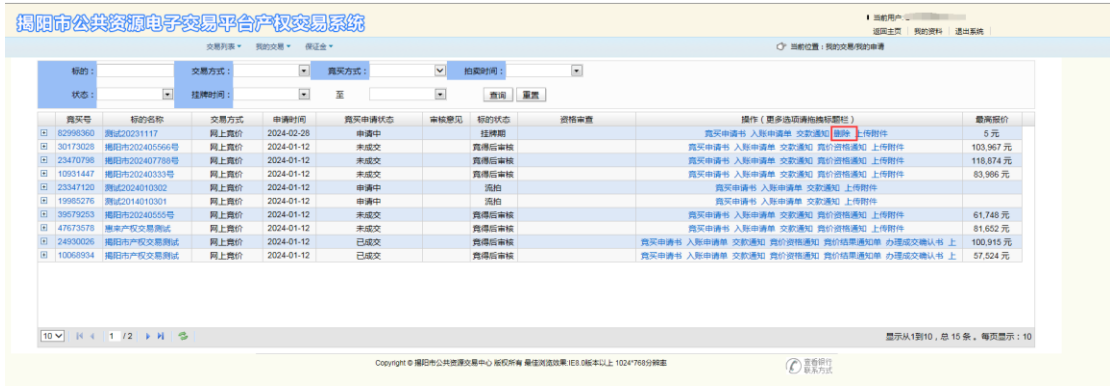 揭阳市公共资源电子交易平台产权交易系统
当前用户:
返回主页 我的资料 退出系统
交易列表 我的交易 保证金 当前位置:我的交易/我的申请
标的: 交易方式: 竞买方式: 拍卖时间:
状态: 挂牌时间: 至 查询 重置
竞买号 标的名称 交易方式 申请时间 竞买申请状态 审核意见 标的状态 资格审查 操作(更多选项请拖拽标题栏) 最高报价
82998360 测试20231117 网上竞价 2024-02-28 申请中 挂牌期 竞买申请书 入账申请单 交款通知 删除 上传附件 5 元
30173028 揭阳市202405566号 网上竞价 2024-01-12 未成交 竞得后审核 竞买申请书 入账申请单 交款通知 竞价资格通知 上传附件 103,967 元
23470798 揭阳市202407788号 网上竞价 2024-01-12 未成交 竞得后审核 竞买申请书 入账申请单 交款通知 竞价资格通知 上传附件 118,874 元
10931447 揭阳市20240333号 网上竞价 2024-01-12 未成交 竞得后审核 竞买申请书 入账申请单 交款通知 竞价资格通知 上传附件 83,986 元
23347120 测试2024010302 网上竞价 2024-01-12 申请中 流拍 竞买申请书 入账申请单 交款通知 上传附件
19985276 测试2014010301 网上竞价 2024-01-12 申请中 流拍 竞买申请书 入账申请单 交款通知 上传附件
39579253 揭阳市20240555号 网上竞价 2024-01-12 未成交 竞得后审核 竞买申请书 入账申请单 交款通知 竞价资格通知 上传附件 61,748 元
47673578 惠来产权交易测试 网上竞价 2024-01-12 未成交 竞得后审核 竞买申请书 入账申请单 交款通知 竞价资格通知 上传附件 81,652 元
24930026 揭阳市产权交易测试 网上竞价 2024-01-12 已成交 竞得后审核 竞买申请书 入账申请单 交款通知 竞价资格通知 竞价结果通知单 办理成交确认书 上 100,915 元
10068934 揭阳市产权交易测试 网上竞价 2024-01-12 已成交 竞得后审核 竞买申请书 入账申请单 交款通知 竞价资格通知 竞价结果通知单 办理成交确认书 上 57,524 元
10 1 /2 显示从1到10，总 15 条。每页显示：10
Copyright © 揭阳市公共资源交易中心 版权所有 最佳浏览效果:IE8.0版本以上 1024*768分辨率
查看银行
联系方式